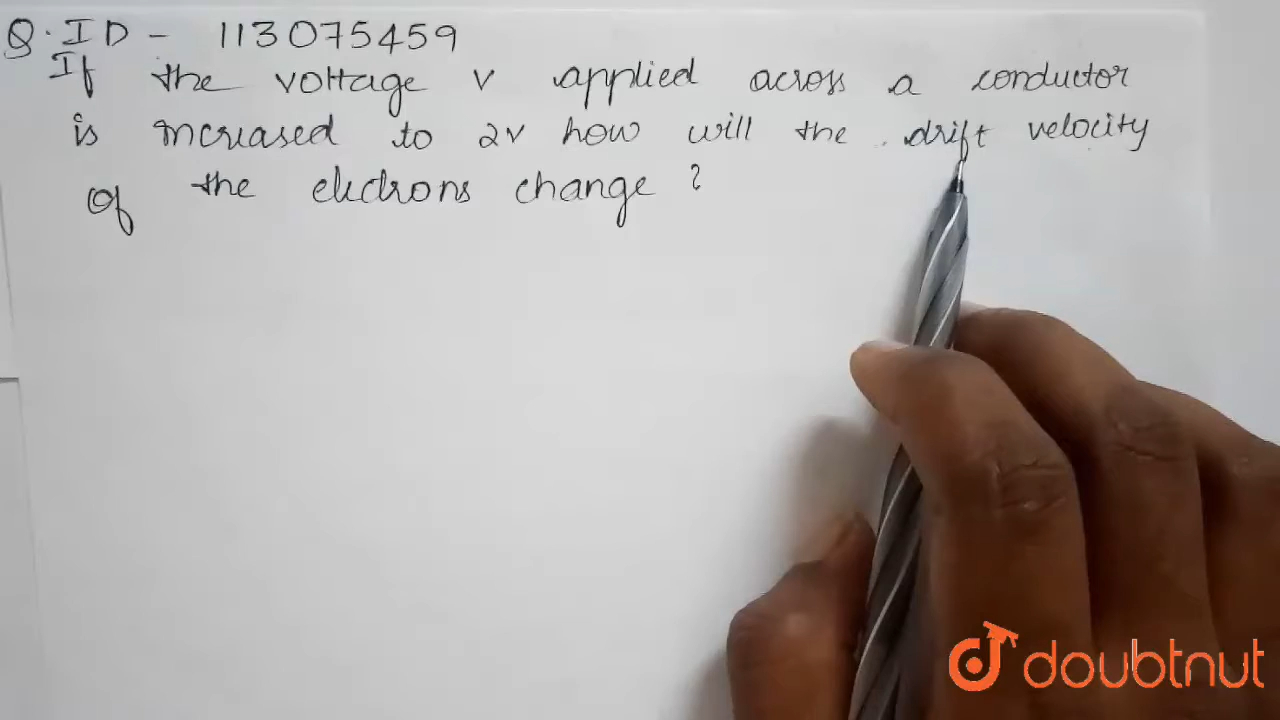 Q.ID - 113075459
If the voltage v applied across a conductor
is increased to 2v how will the drift velocity
of the electrons change ?
doubtnut